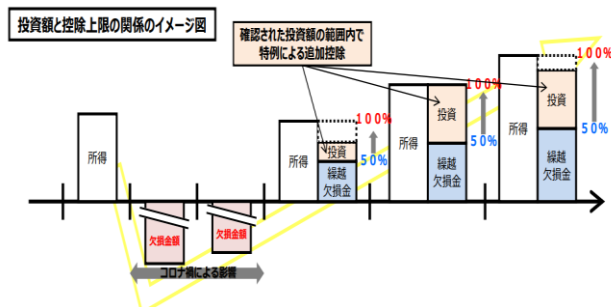 投資額と控除上限の関係のイメージ図
確認された投資額の範囲内で
特例による追加控除
所得
欠損金額
欠損金額
コロナ禍による影響
所得
投資
繰越
欠損金
100%
50%
所得
投資
繰越
欠損金
100%
50%
所得
投資
繰越
欠損金
100%
50%